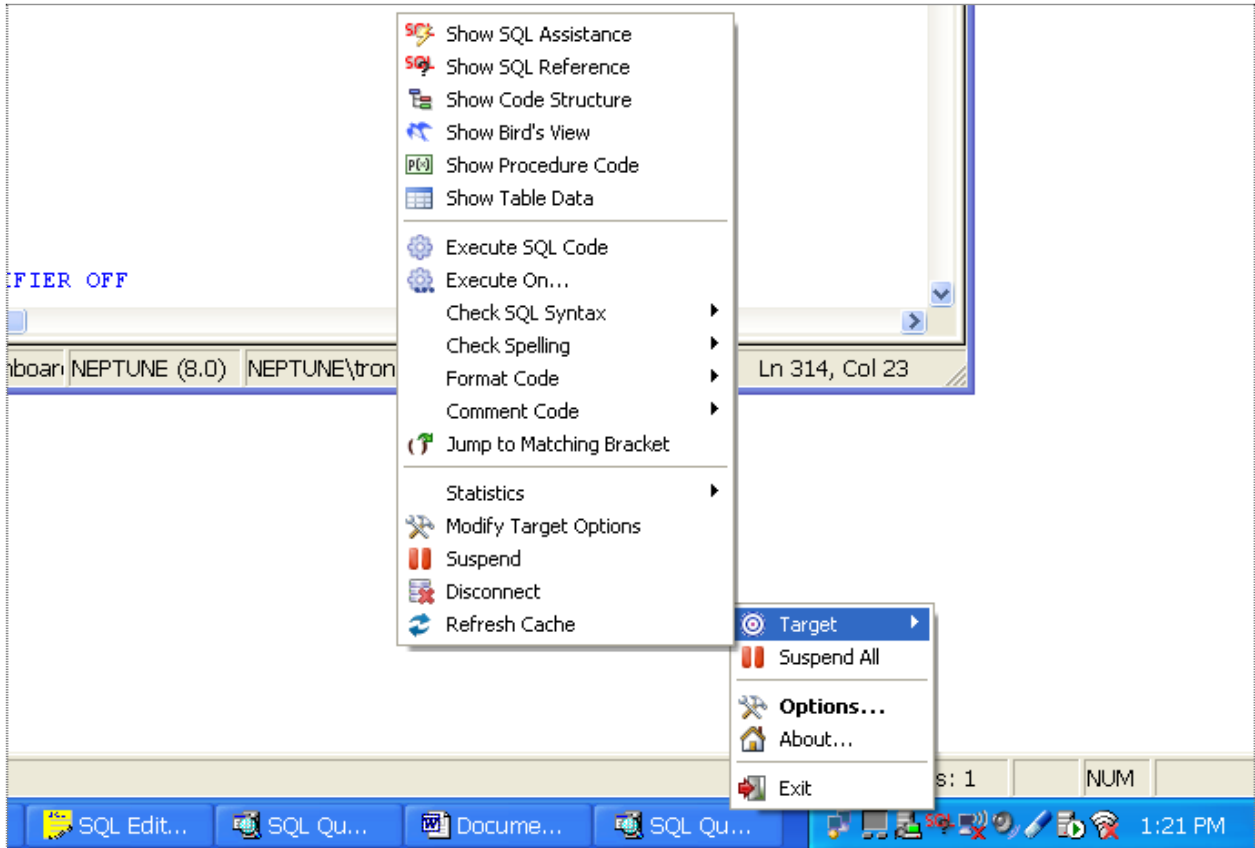 Show SQL Assistance
Show SQL Reference
Show Code Structure
Show Bird's View
P(x) Show Procedure Code
Show Table Data
Execute SQL Code
Execute On...
Check SQL Syntax
Check Spelling
Format Code
Comment Code
Jump to Matching Bracket
Statistics
Modify Target Options
Suspend
Disconnect
Refresh Cache
IFIER OFF
NEPTUNE (8.0) NEPTUNE\tron Ln 314, Col 23
Target
Suspend All
Options...
About...
Exit
s: 1 NUM
SQL Edit... SQL Qu... Docume... SQL Qu... 1:21 PM